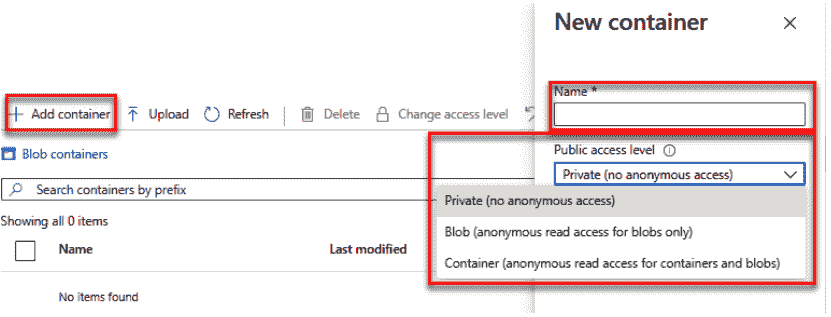 New container
Add container Upload Refresh Delete Change access level
Name *
Blob containers
Public access level
Private (no anonymous access)
Search containers by prefix
Private (no anonymous access)
Showing all 0 items
Blob (anonymous read access for blobs only)
Name Last modified
Container (anonymous read access for containers and blobs)
No items found